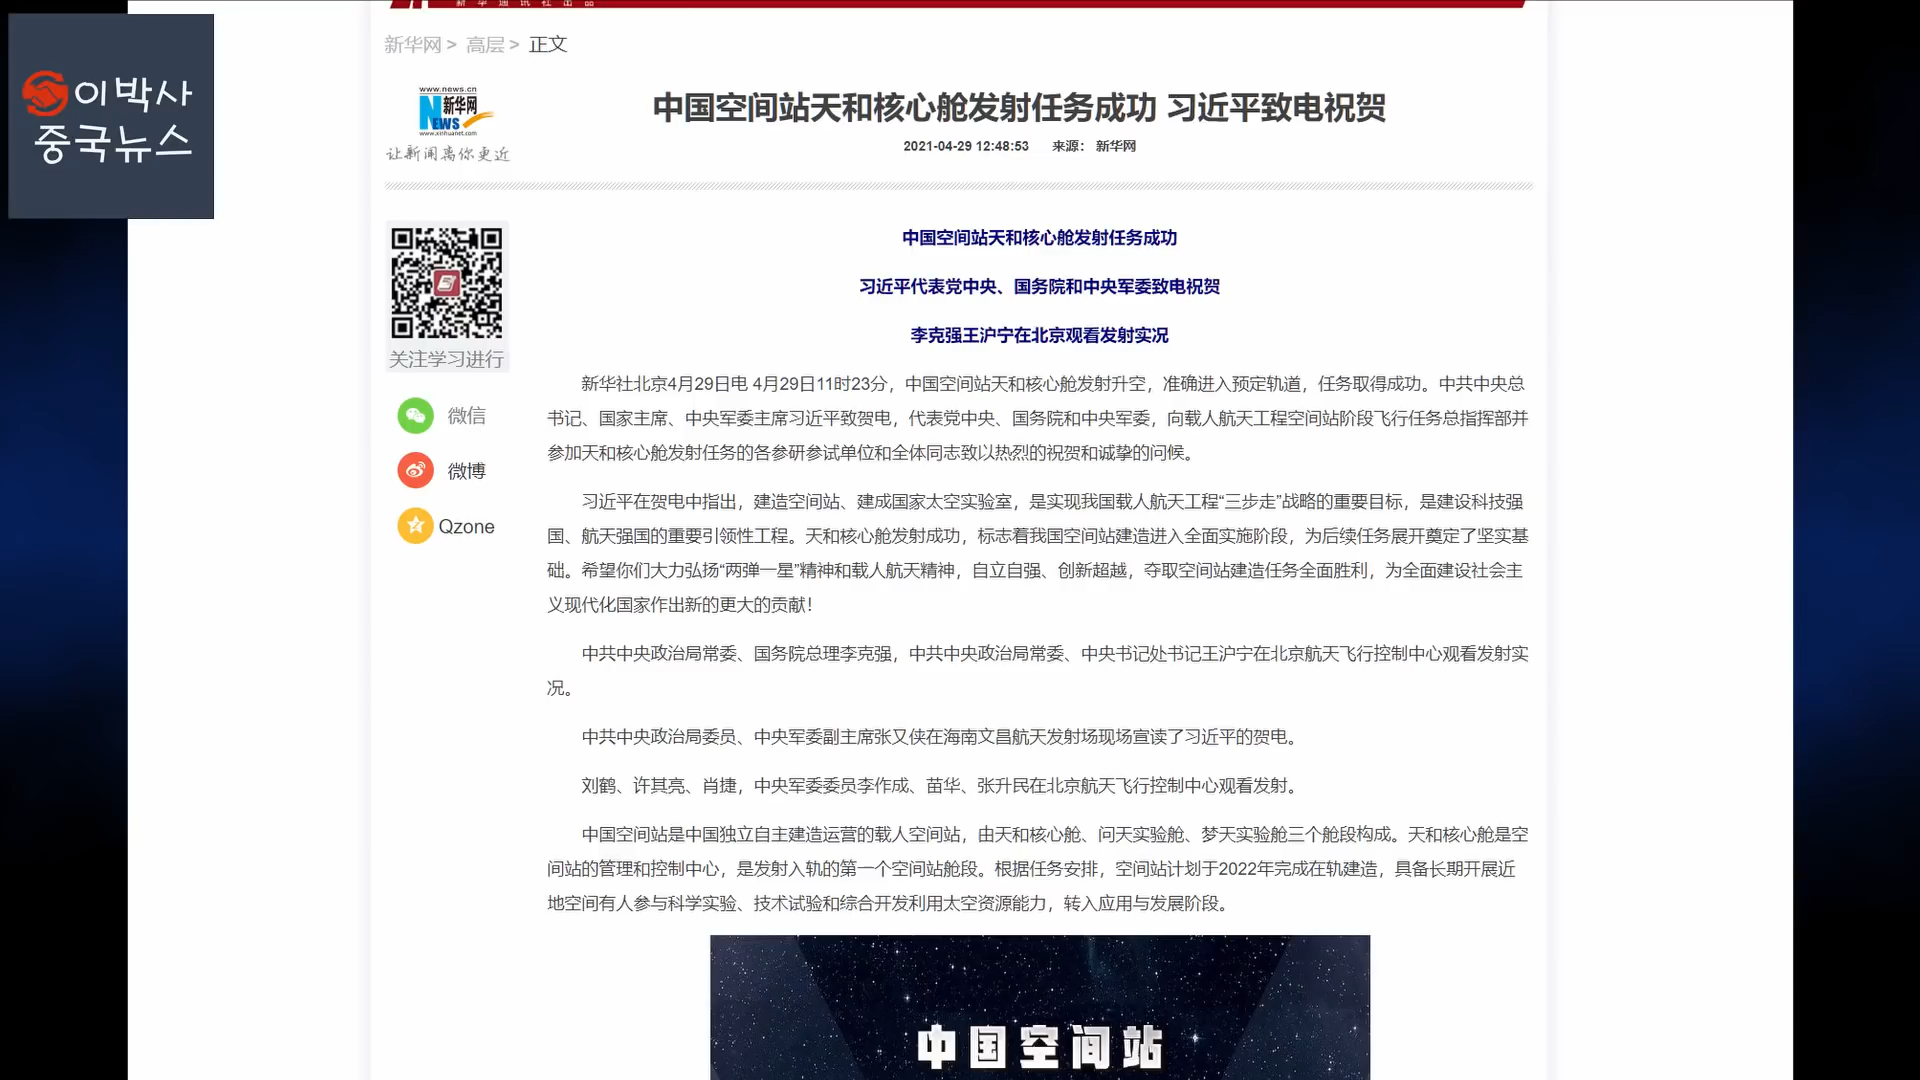 新华通讯社出品
이박사
중국뉴스
新华网 > 高层 > 正文
www.news.cn
新华网
NEWS
www.xinhuanet.com
让新闻离你更近
中国空间站天和核心舱发射任务成功 习近平致电祝贺
2021-04-29 12:48:53 来源： 新华网
关注学习进行
微信
微博
Qzone
中国空间站天和核心舱发射任务成功
习近平代表党中央、国务院和中央军委致电祝贺
李克强王沪宁在北京观看发射实况
新华社北京4月29日电 4月29日11时23分，中国空间站天和核心舱发射升空，准确进入预定轨道，任务取得成功。中共中央总
书记、国家主席、中央军委主席习近平致贺电，代表党中央、国务院和中央军委，向载人航天工程空间站阶段飞行任务总指挥部并
参加天和核心舱发射任务的各参研参试单位和全体同志致以热烈的祝贺和诚挚的问候。
习近平在贺电中指出，建造空间站、建成国家太空实验室，是实现我国载人航天工程“三步走”战略的重要目标，是建设科技强
国、航天强国的重要引领性工程。天和核心舱发射成功，标志着我国空间站建造进入全面实施阶段，为后续任务展开奠定了坚实基
础。希望你们大力弘扬“两弹一星”精神和载人航天精神，自立自强、创新超越，夺取空间站建造任务全面胜利，为全面建设社会主
义现代化国家作出新的更大的贡献！
中共中央政治局常委、国务院总理李克强，中共中央政治局常委、中央书记处书记王沪宁在北京航天飞行控制中心观看发射实
况。
中共中央政治局委员、中央军委副主席张又侠在海南文昌航天发射场现场宣读了习近平的贺电。
刘鹤、许其亮、肖捷，中央军委委员李作成、苗华、张升民在北京航天飞行控制中心观看发射。
中国空间站是中国独立自主建造运营的载人空间站，由天和核心舱、问天实验舱、梦天实验舱三个舱段构成。天和核心舱是空
间站的管理和控制中心，是发射入轨的第一个空间站舱段。根据任务安排，空间站计划于2022年完成在轨建造，具备长期开展近
地空间有人参与科学实验、技术试验和综合开发利用太空资源能力，转入应用与发展阶段。
中国空间站